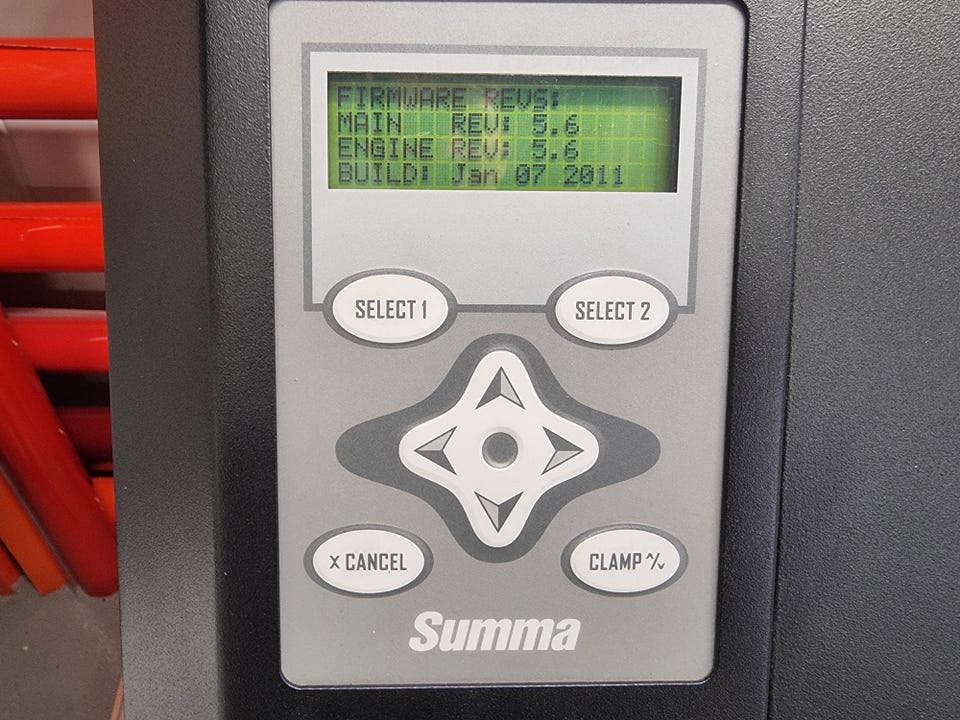 FIRMWARE REVS:
MAIN REV: 5.6
ENGINE REV: 5.6
BUILD: Jan 07 2011
SELECT 1
SELECT 2
X CANCEL
CLAMP ^/v
Summa